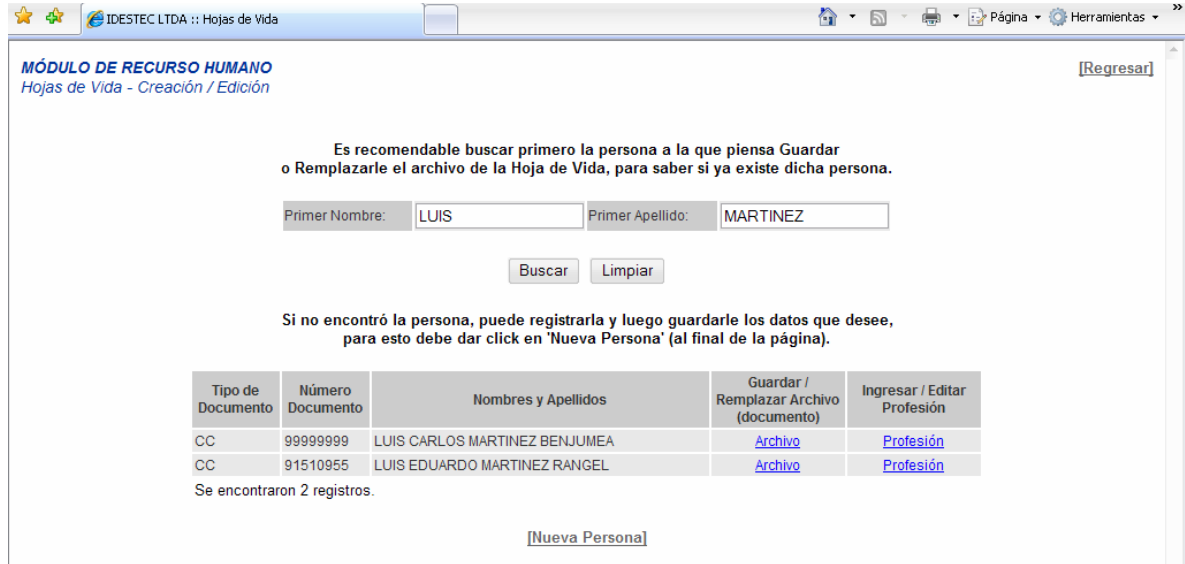 IDESTEC LTDA :: Hojas de Vida
Página
Herramientas
»
MÓDULO DE RECURSO HUMANO
[Regresar]
Hojas de Vida - Creación / Edición
Es recomendable buscar primero la persona a la que piensa Guardar
o Remplazarle el archivo de la Hoja de Vida, para saber si ya existe dicha persona.
Primer Nombre: LUIS Primer Apellido: MARTINEZ
Buscar Limpiar
Si no encontró la persona, puede registrarla y luego guardarle los datos que desee,
para esto debe dar click en 'Nueva Persona' (al final de la página).
Tipo de Documento Número Documento Nombres y Apellidos Guardar / Remplazar Archivo (documento) Ingresar / Editar Profesión
CC 99999999 LUIS CARLOS MARTINEZ BENJUMEA Archivo Profesión
CC 91510955 LUIS EDUARDO MARTINEZ RANGEL Archivo Profesión
Se encontraron 2 registros.
[Nueva Persona]